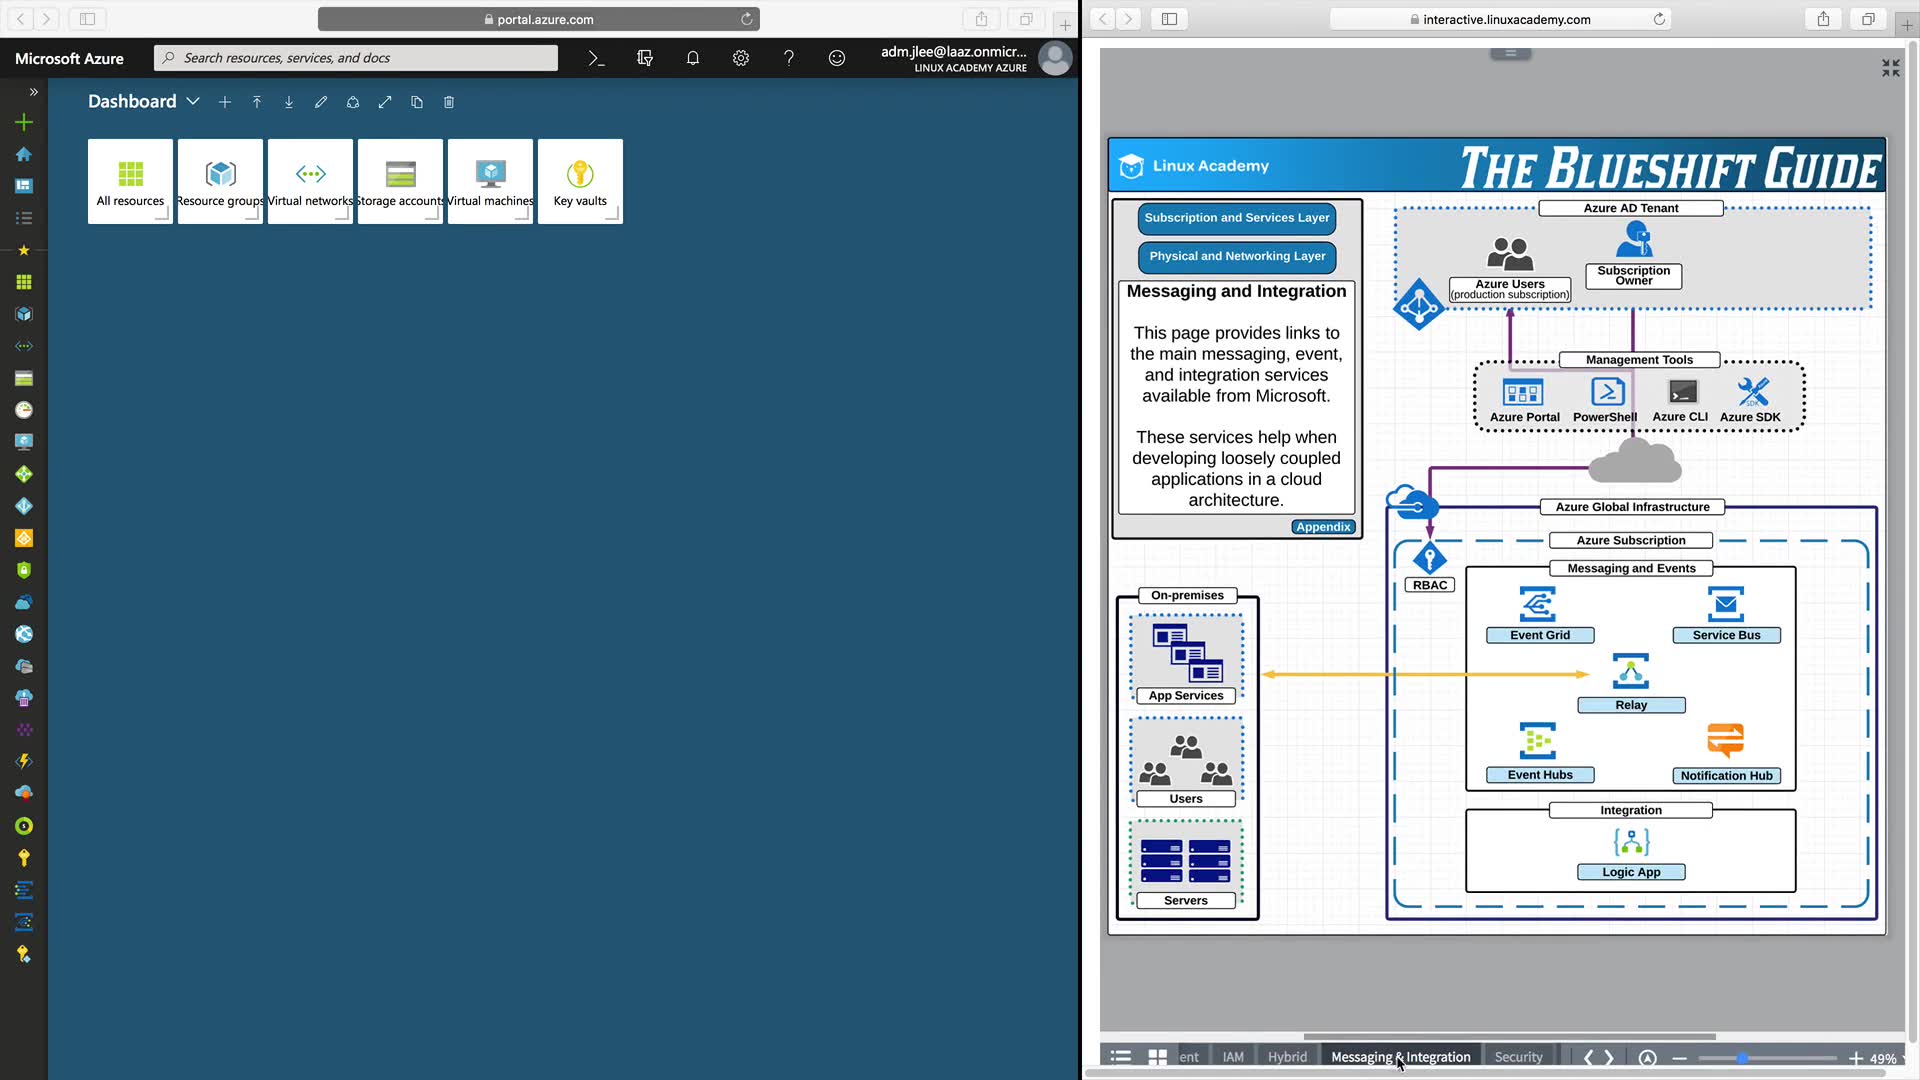 portal.azure.com
Microsoft Azure
Search resources, services, and docs
adm.jlee@laaz.onmicr...
LINUX ACADEMY AZURE
Dashboard
All resources
Resource groups
Virtual networks
Storage accounts
Virtual machines
Key vaults
interactive.linuxacademy.com
Linux Academy
THE BLUESHIFT GUIDE
Subscription and Services Layer
Physical and Networking Layer
Messaging and Integration
This page provides links to
the main messaging, event,
and integration services
available from Microsoft.
These services help when
developing loosely coupled
applications in a cloud
architecture.
Appendix
Azure AD Tenant
Azure Users
(production subscription)
Subscription
Owner
Management Tools
Azure Portal
PowerShell
Azure CLI
SDK
Azure SDK
Azure Global Infrastructure
Azure Subscription
RBAC
Messaging and Events
Event Grid
Service Bus
Relay
Event Hubs
Notification Hub
Integration
Logic App
On-premises
App Services
Users
Servers
ent
IAM
Hybrid
Messaging & Integration
Security
49%